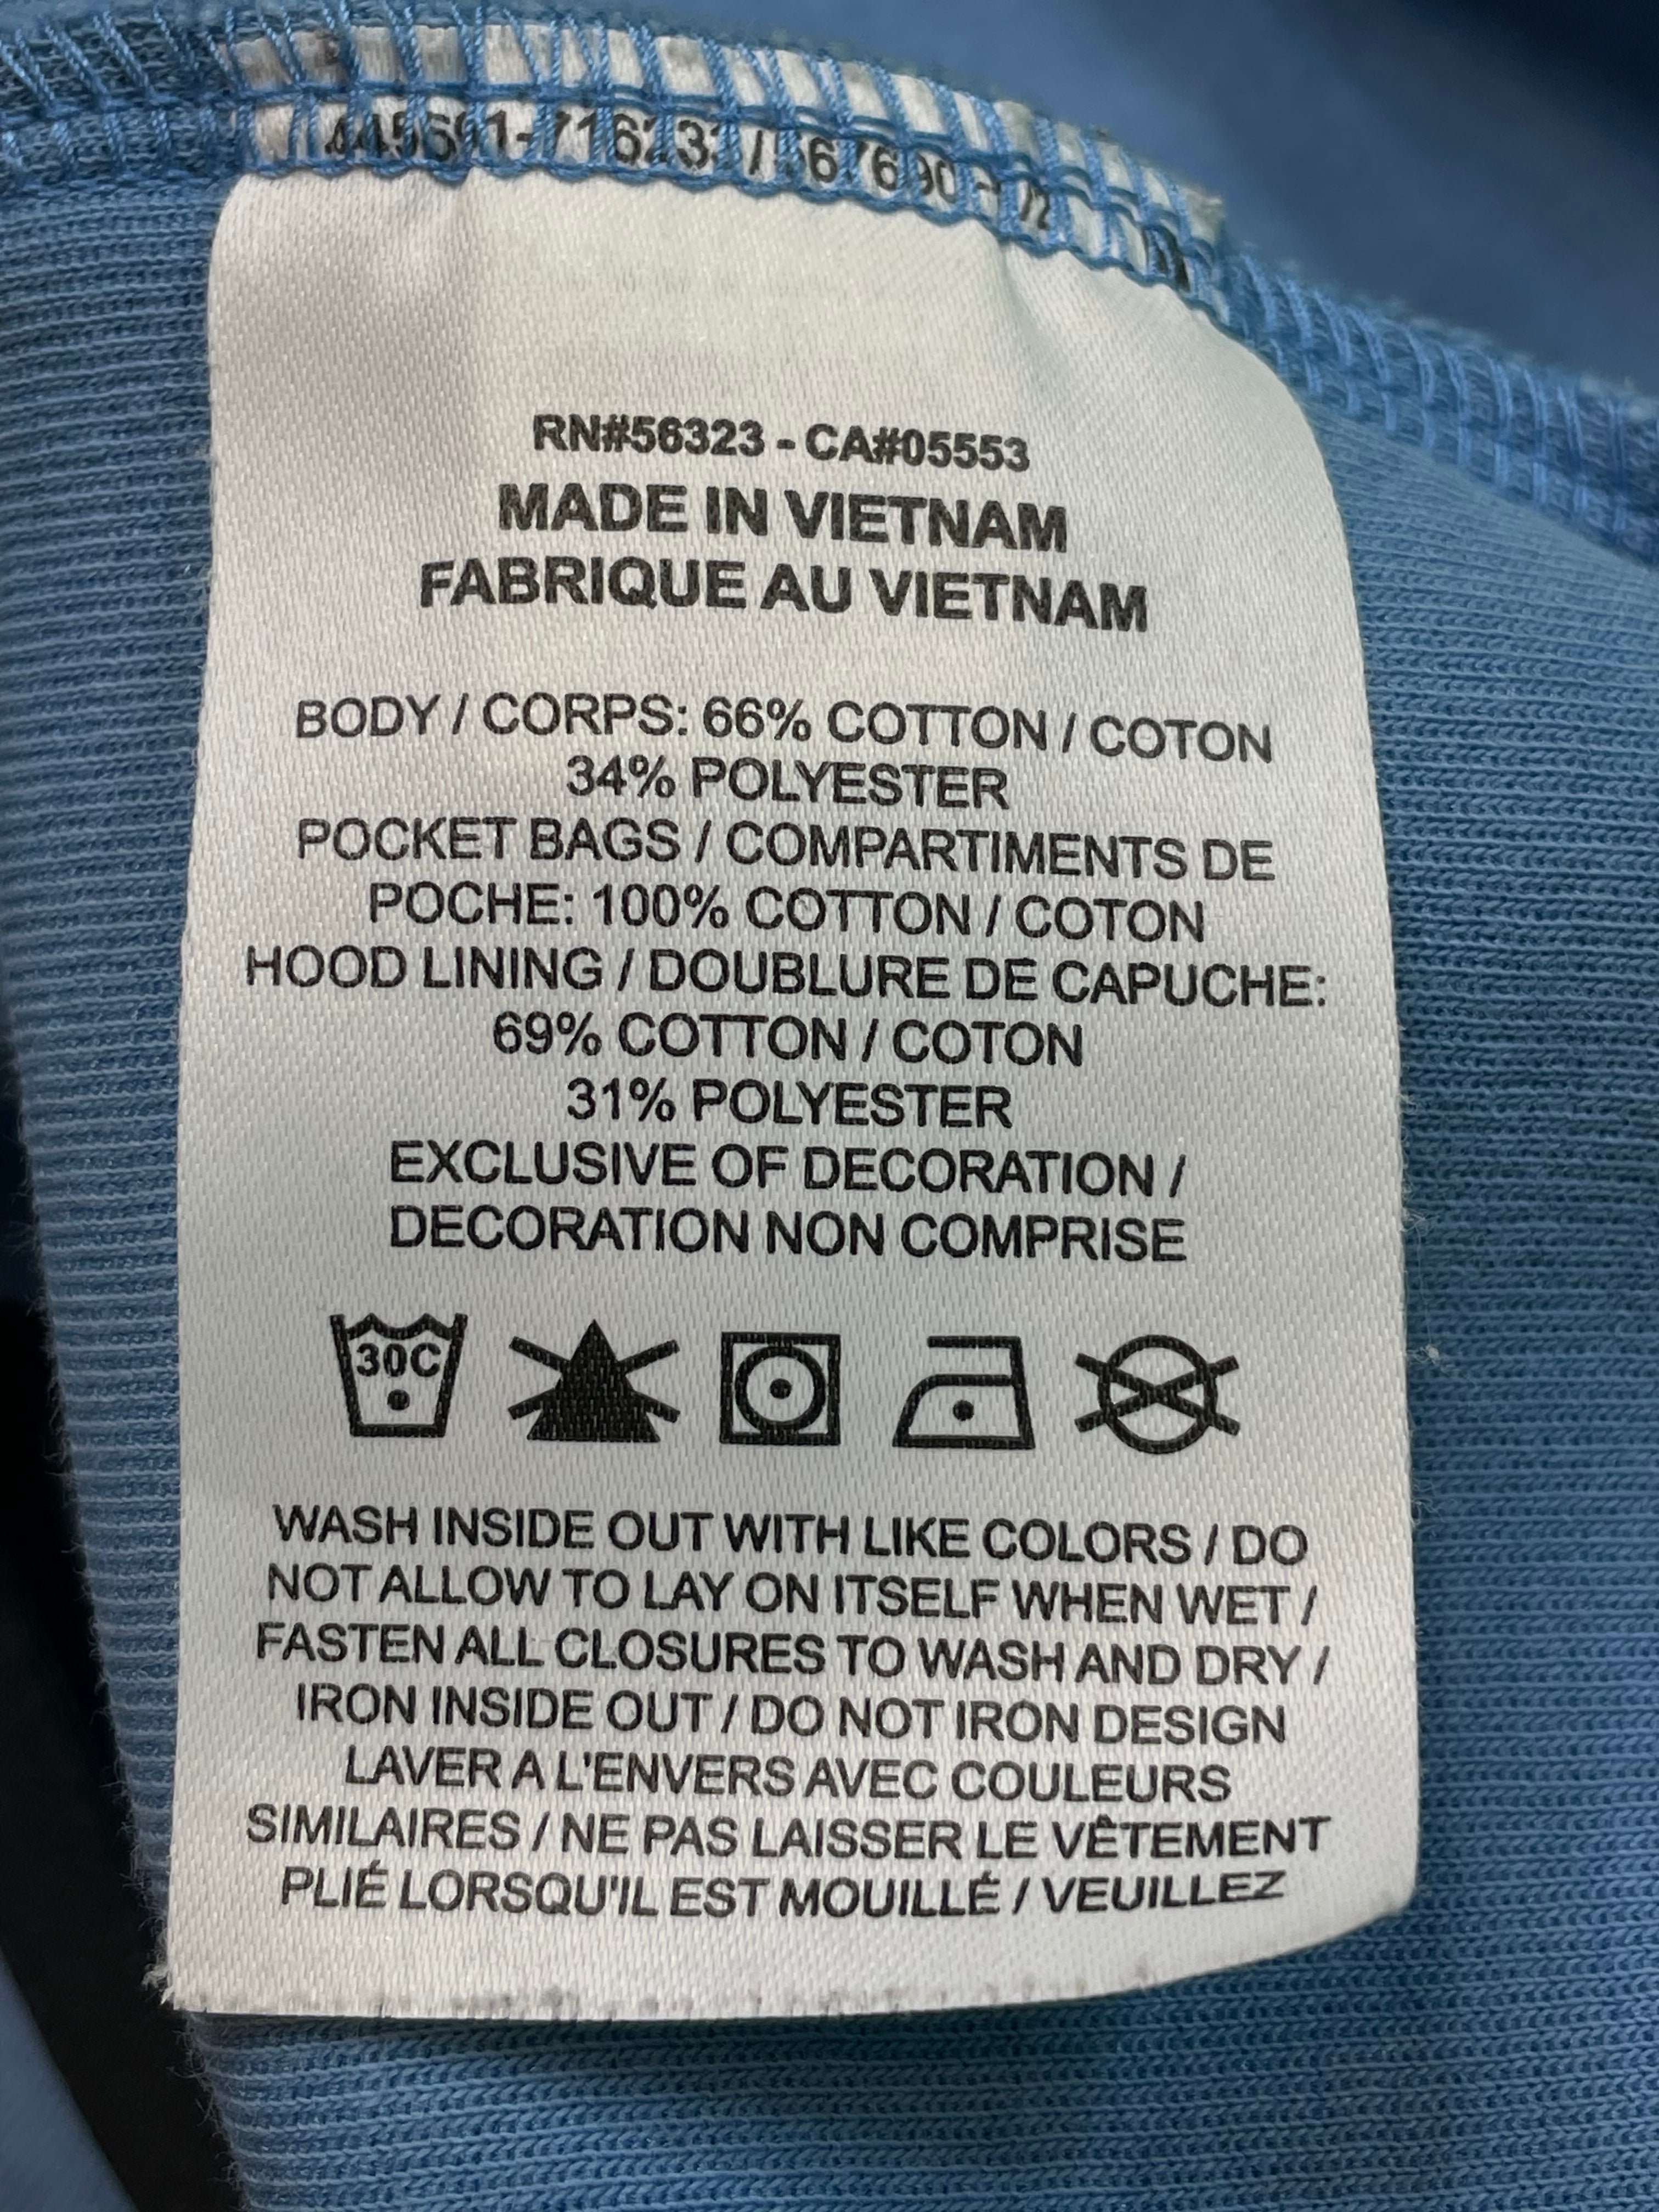 RN#56323 - CA#05553
MADE IN VIETNAM
FABRIQUE AU VIETNAM
BODY / CORPS: 66% COTTON / COTON
34% POLYESTER
POCKET BAGS / COMPARTIMENTS DE
POCHE: 100% COTTON / COTON
HOOD LINING / DOUBLURE DE CAPUCHE:
69% COTTON / COTON
31% POLYESTER
EXCLUSIVE OF DECORATION /
DECORATION NON COMPRISE
30C
WASH INSIDE OUT WITH LIKE COLORS / DO
NOT ALLOW TO LAY ON ITSELF WHEN WET /
FASTEN ALL CLOSURES TO WASH AND DRY /
IRON INSIDE OUT / DO NOT IRON DESIGN
LAVER A L'ENVERS AVEC COULEURS
SIMILAIRES / NE PAS LAISSER LE VÊTEMENT
PLIÉ LORSQU'IL EST MOUILLÉ / VEUILLEZ